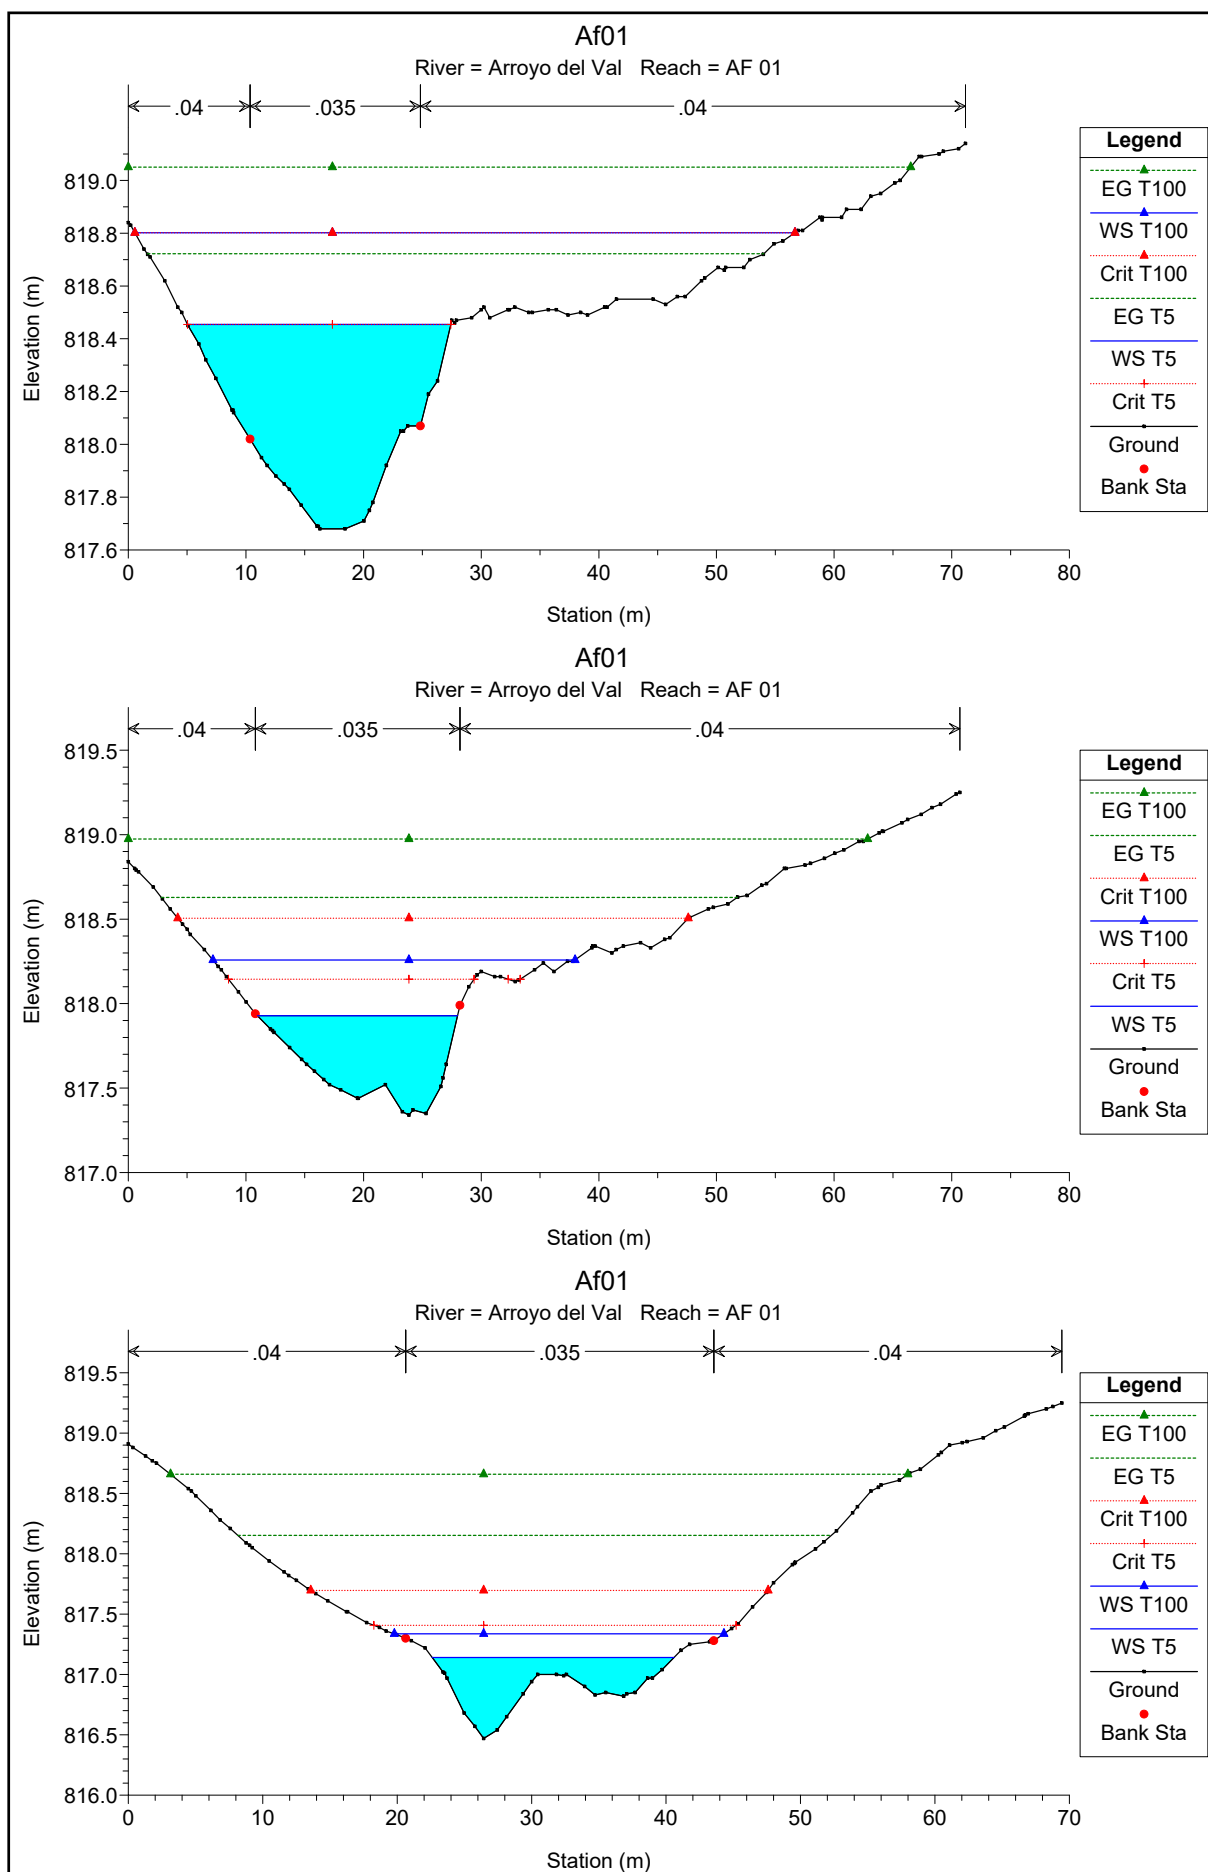 Af01
River = Arroyo del Val   Reach = AF 01
.04
.035
.04
Legend
EG T100
WS T100
Crit T100
EG T5
WS T5
Crit T5
Ground
Bank Sta
819.0
818.8
818.6
818.4
818.2
818.0
817.8
817.6
Elevation (m)
0 10 20 30 40 50 60 70 80
Station (m)
Af01
River = Arroyo del Val   Reach = AF 01
.04
.035
.04
Legend
EG T100
EG T5
Crit T100
WS T100
Crit T5
WS T5
Ground
Bank Sta
819.5
819.0
818.5
818.0
817.5
817.0
Elevation (m)
0 10 20 30 40 50 60 70 80
Station (m)
Af01
River = Arroyo del Val   Reach = AF 01
.04
.035
.04
Legend
EG T100
EG T5
Crit T100
Crit T5
WS T100
WS T5
Ground
Bank Sta
819.5
819.0
818.5
818.0
817.5
817.0
816.5
816.0
Elevation (m)
0 10 20 30 40 50 60 70
Station (m)